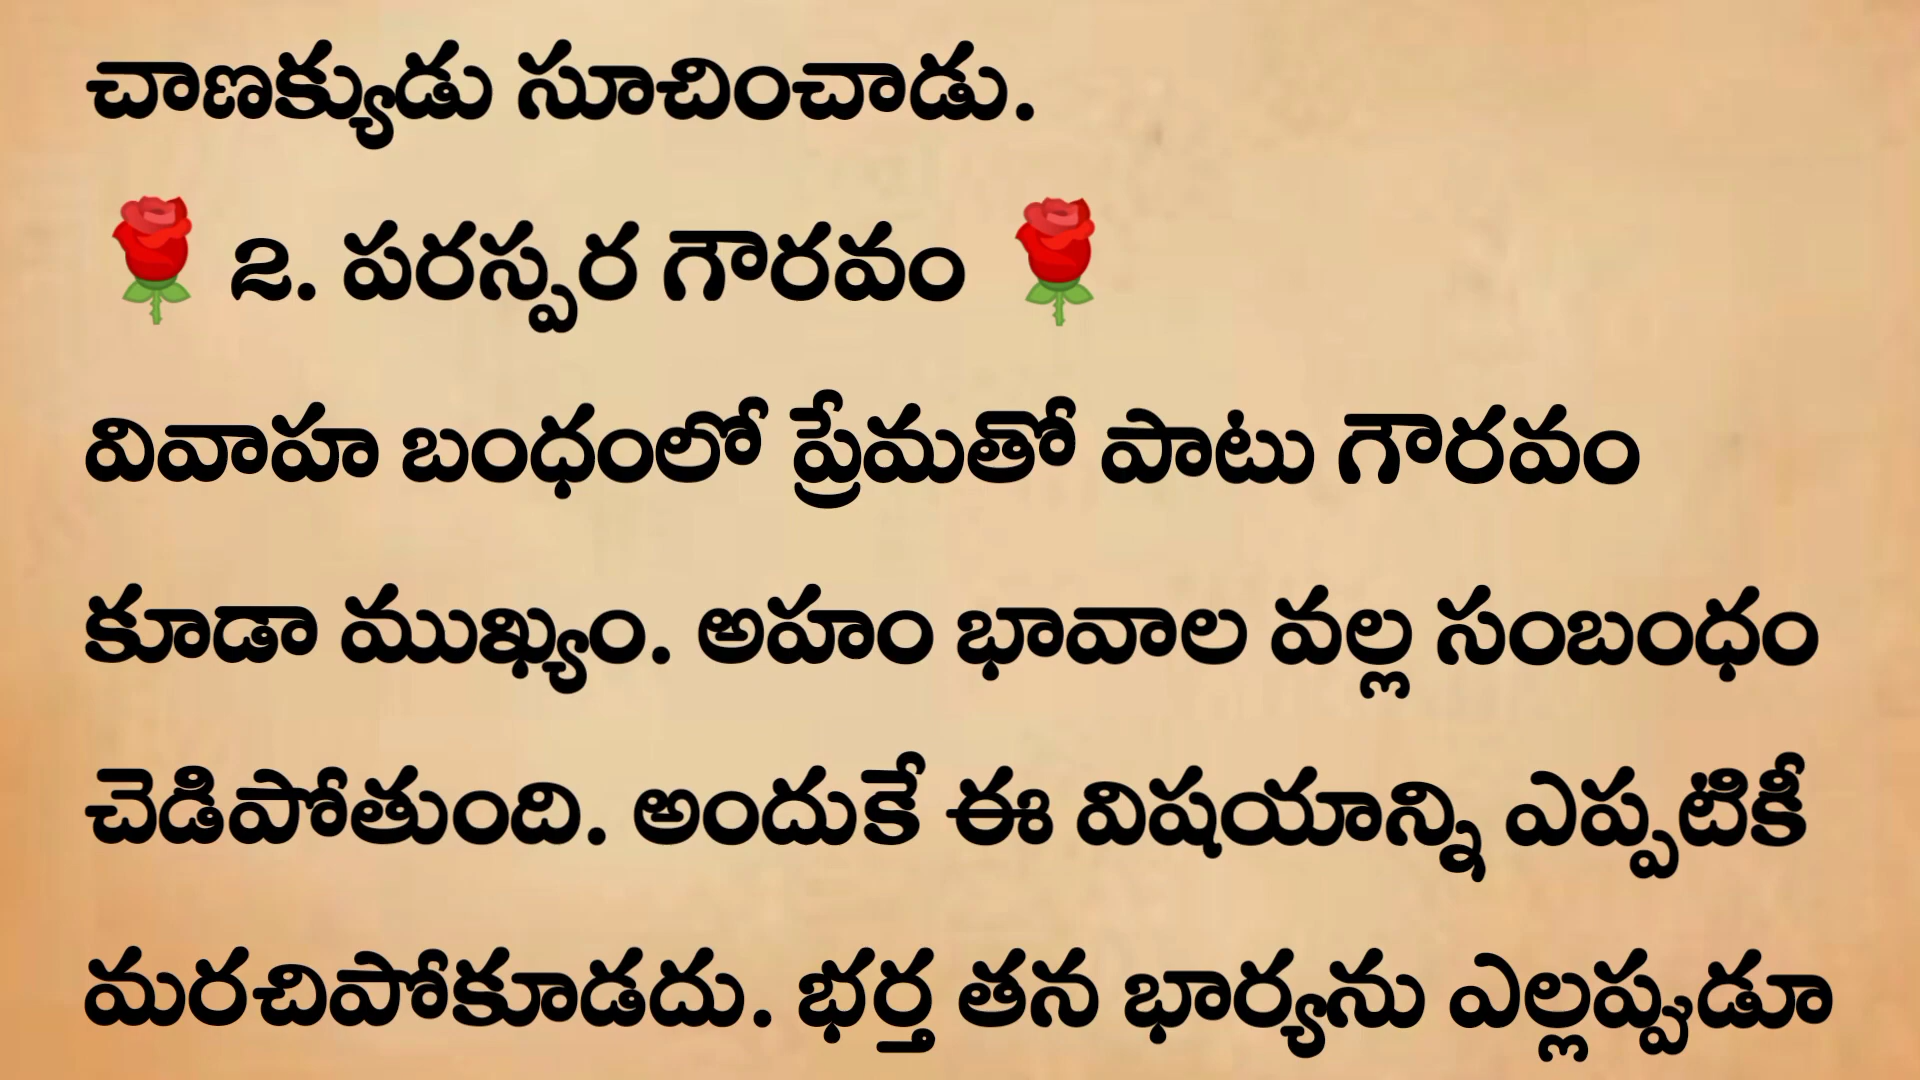 చాణక్యుడు సూచించాడు.
🌹 ౨. పరస్పర గౌరవం 🌹
వివాహ బంధంలో ప్రేమతో పాటు గౌరవం
కూడా ముఖ్యం. అహం భావాల వల్ల సంబంధం
చెడిపోతుంది. అందుకే ఈ విషయాన్ని ఎప్పటికీ
మరచిపోకూడదు. భర్త తన భార్యను ఎల్లప్పుడూ